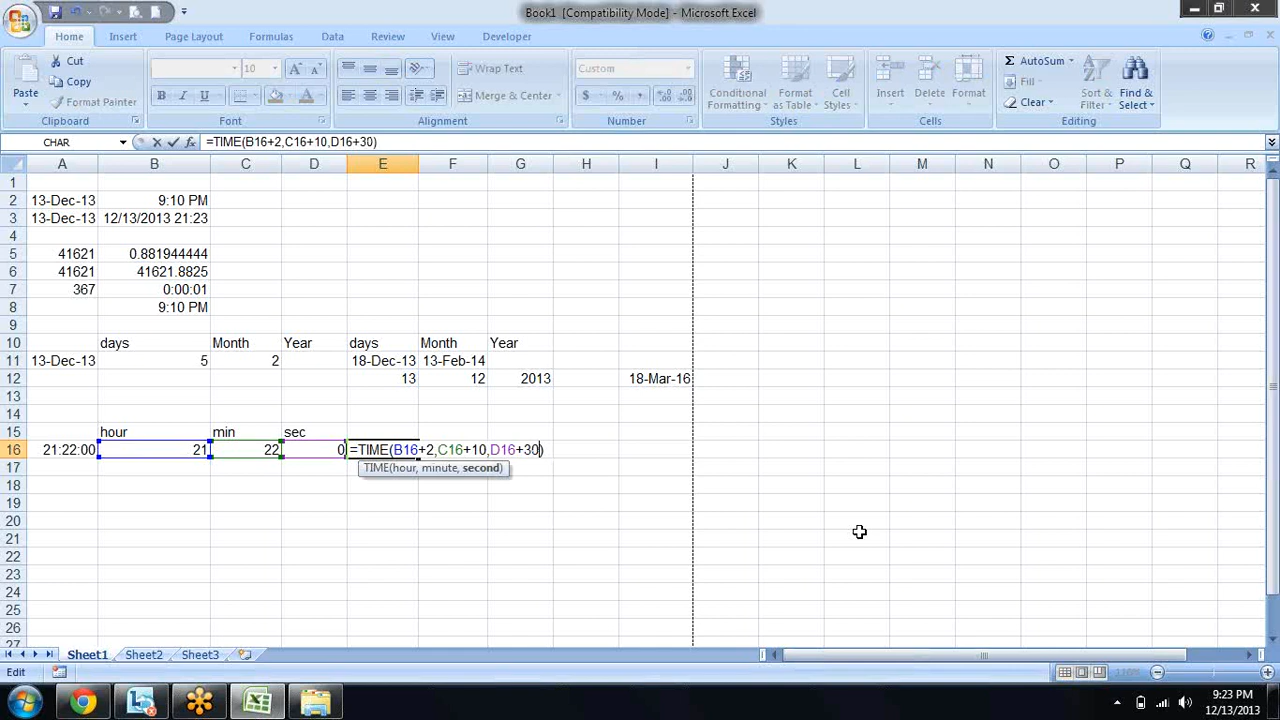 Book1 [Compatibility Mode] - Microsoft Excel
Home Insert Page Layout Formulas Data Review View Developer
Paste
Cut
Copy
Format Painter
Clipboard
10
B I U
Font
Wrap Text
Merge & Center
Alignment
Custom
$ % ,
Number
Conditional Formatting
Format as Table
Cell Styles
Styles
Insert Delete Format
Cells
AutoSum
Fill
Clear
Sort & Filter
Find & Select
Editing
CHAR =TIME(B16+2,C16+10,D16+30)
A B C D E F G H I J K L M N O P Q R
1
2 13-Dec-13 9:10 PM
3 13-Dec-13 12/13/2013 21:23
4
5 41621 0.881944444
6 41621 41621.8825
7 367 0:00:01
8 9:10 PM
9
10 days Month Year days Month Year
11 13-Dec-13 5 2 18-Dec-13 13-Feb-14
12 13 12 2013 18-Mar-16
13
14
15 hour min sec
16 21:22:00 21 22 0 =TIME(B16+2,C16+10,D16+30)
17 TIME(hour, minute, second)
18
19
20
21
22
23
24
25
26
27
Sheet1 Sheet2 Sheet3
Edit
9:23 PM
12/13/2013